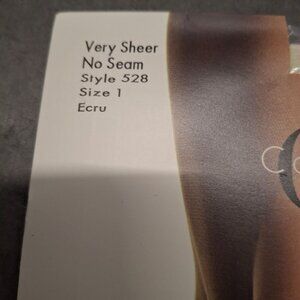 Very Sheer
No Seam
Style 528
Size 1
Ecru